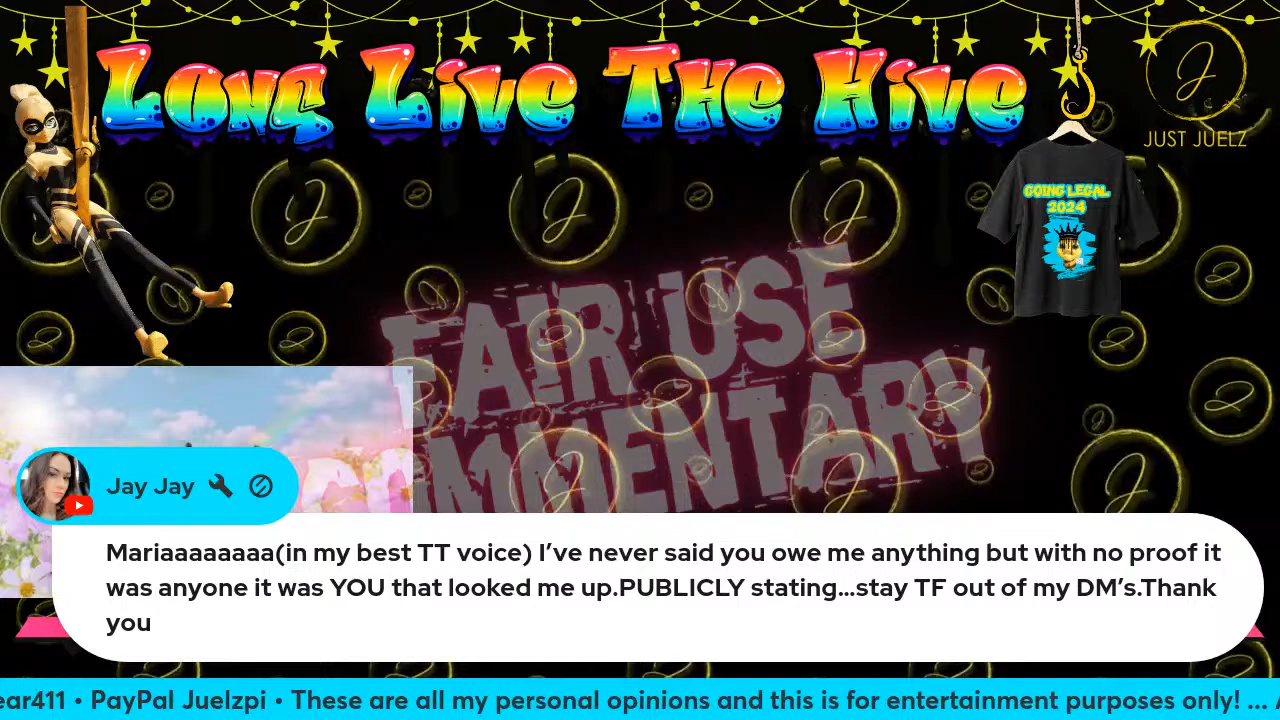 Long Live The Hive
J
JUST JUELZ
GOING LEGAL
2024
FAIR USE
MMENTARY
Jay Jay
Mariaaaaaaaa(in my best TT voice) I’ve never said you owe me anything but with no proof it
was anyone it was YOU that looked me up.PUBLICLY stating...stay TF out of my DM’s.Thank
you
ear411 • PayPal Juelzpi • These are all my personal opinions and this is for entertainment purposes only! ...